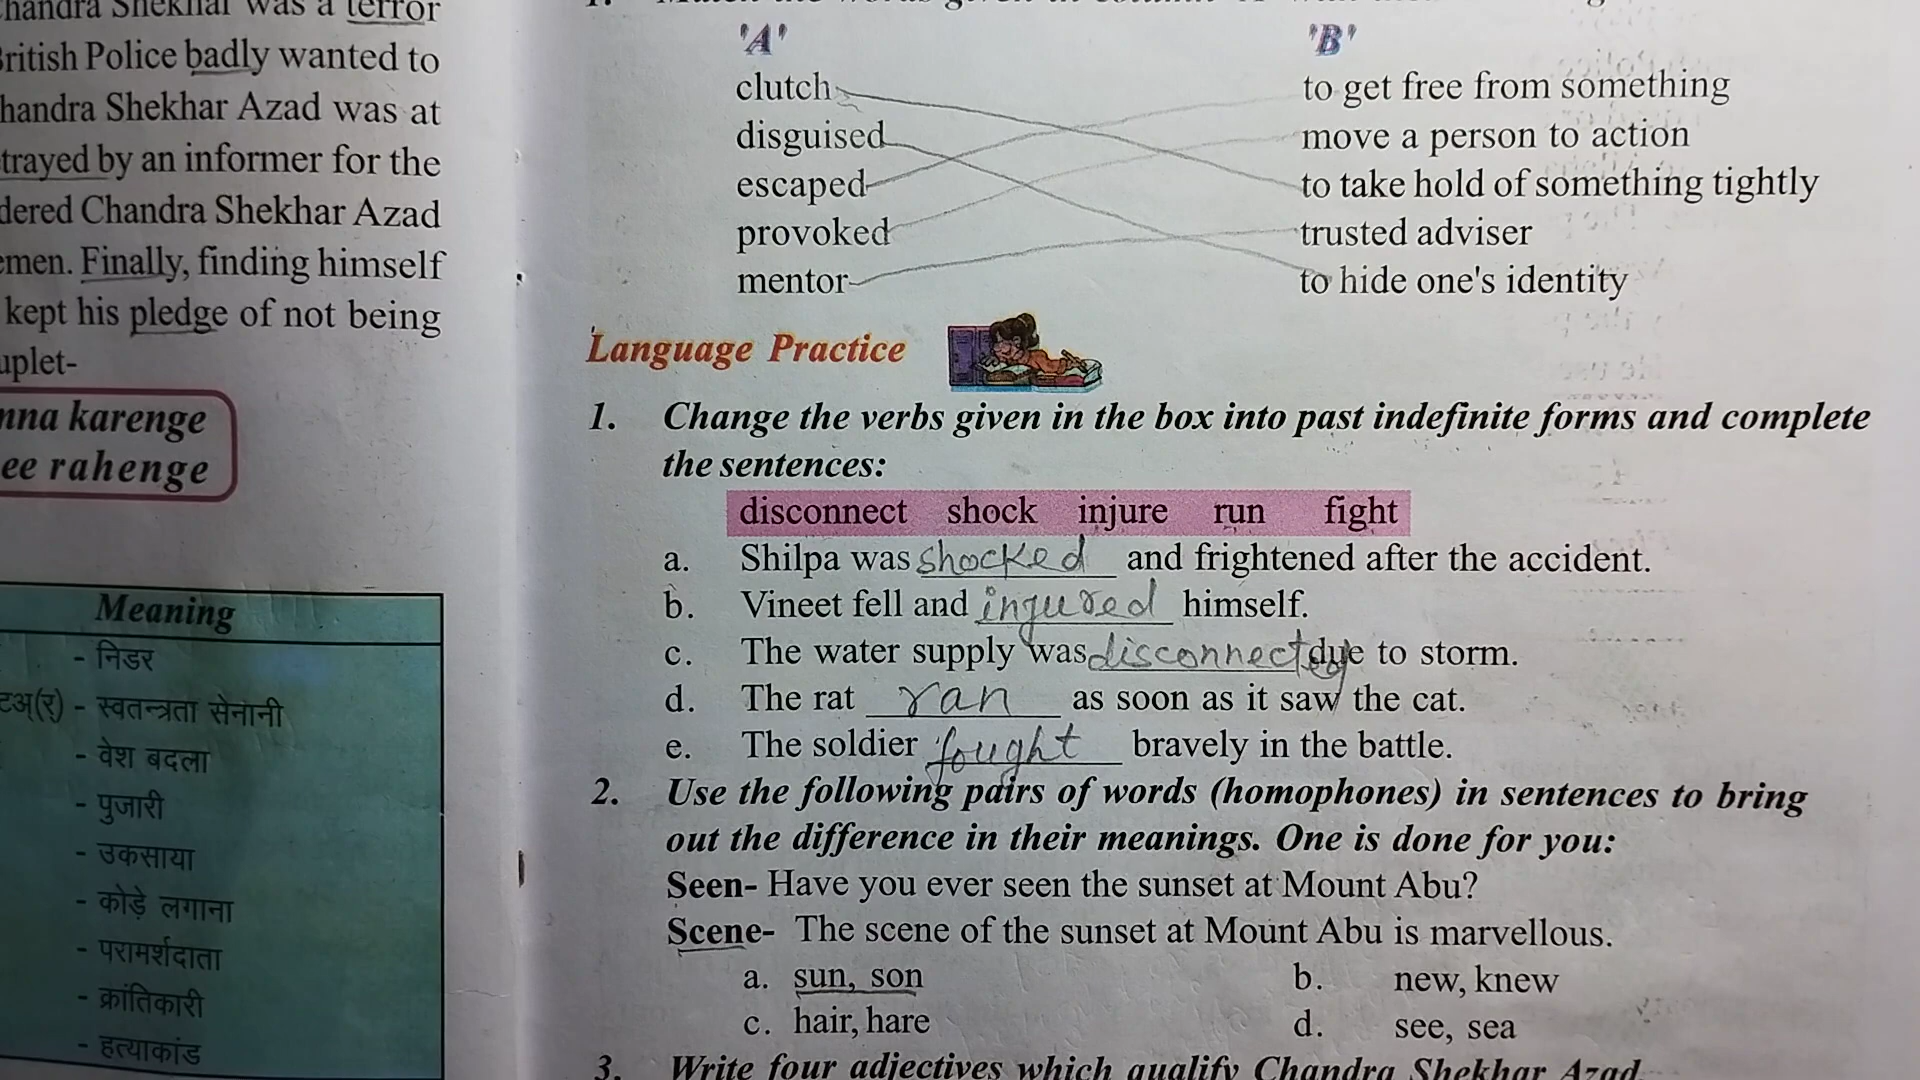 Chandra Shekhar was a terror
British Police badly wanted to
handra Shekhar Azad was at
trayed by an informer for the
dered Chandra Shekhar Azad
emen. Finally, finding himself
kept his pledge of not being
uplet-
nna karenge
ee rahenge
Meaning
- निडर
टअ(र) - स्वतन्त्रता सेनानी
- वेश बदला
- पुजारी
- उकसाया
- कोड़े लगाना
- परामर्शदाता
- क्रांतिकारी
- हत्याकांड
'A' 'B'
clutch to get free from something
disguised move a person to action
escaped to take hold of something tightly
provoked trusted adviser
mentor to hide one's identity
Language Practice
1. Change the verbs given in the box into past indefinite forms and complete
the sentences:
disconnect shock injure run fight
a. Shilpa was shocked and frightened after the accident.
b. Vineet fell and injured himself.
c. The water supply was disconnected due to storm.
d. The rat ran as soon as it saw the cat.
e. The soldier fought bravely in the battle.
2. Use the following pairs of words (homophones) in sentences to bring
out the difference in their meanings. One is done for you:
Seen- Have you ever seen the sunset at Mount Abu?
Scene- The scene of the sunset at Mount Abu is marvellous.
a. sun, son b. new, knew
c. hair, hare d. see, sea
3. Write four adjectives which qualify Chandra Shekhar Azad.